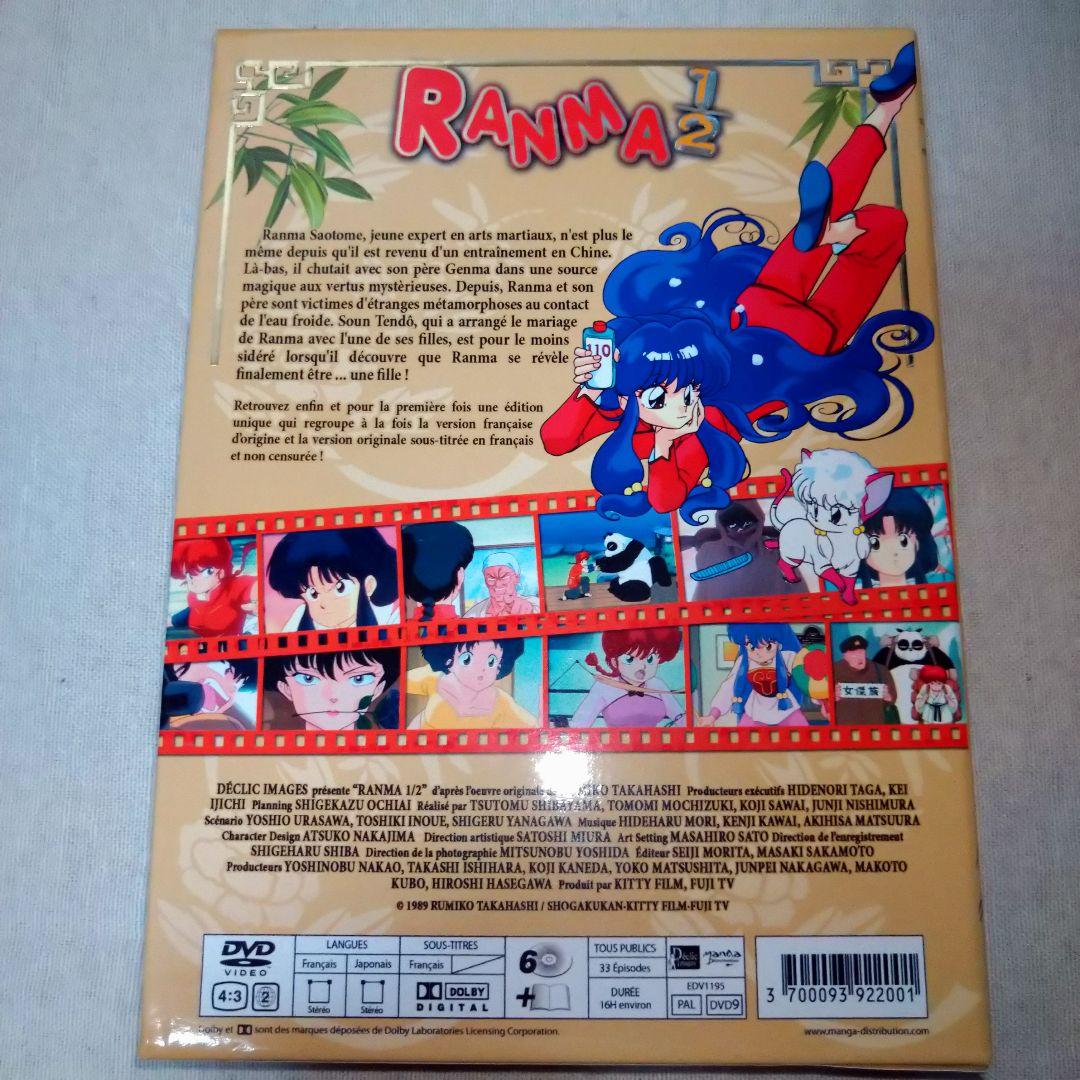 RANMA 1/2
Ranma Saotome, jeune expert en arts martiaux, n'est plus le
même depuis qu'il est revenu d'un entraînement en Chine.
Là-bas, il chutait avec son père Genma dans une source
magique aux vertus mystèrieuses. Depuis, Ranma et son
père sont victimes d'étranges métamorphoses au contact
de l'eau froide. Soun Tendô, qui a arrangé le mariage
de Ranma avec l'une de ses filles, est pour le moins
sidéré lorsqu'il découvre que Ranma se révèle
finalement être ... une fille !
110
Retrouvez enfin et pour la première fois une édition
unique qui regroupe à la fois la version française
d'origine et la version originale sous-titrée en français
et non censurée !
女傑族
DÉCLIC IMAGES présente "RANMA 1/2" d'après l'oeuvre originale TAKAHASHI Producteurs exécutifs HIDENORI TAGA, KEI
IJICHI Planning SHIGEKAZU OCHIAI Réalisé par TSUTOMU SHIBAYAMA, TOMOMI MOCHIZUKI, KOJI SAWAI, JUNJI NISHIMURA
Scénario YOSHIO URASAWA, TOSHIKI INOUE, SHIGERU YANAGAWA Musique HIDEHARU MORI, KENJI KAWAI, AKIHISA MATSUURA
Character Design ATSUKO NAKAJIMA Direction artistique SATOSHI MIURA Art Setting MASAHIRO SATO Direction de l'enregistrement
SHIGEHARU SHIBA Direction de la photographie MITSUNOBU YOSHIDA Éditeur SEIJI MORITA, MASAKI SAKAMOTO
Producteurs YOSHINOBU NAKAO, TAKASHI ISHIHARA, KOJI KANEDA, YOKO MATSUSHITA, JUNPEI NAKAGAWA, MAKOTO
KUBO, HIROSHI HASEGAWA Produit par KITTY FILM, FUJI TV
© 1989 RUMIKO TAKAHASHI / SHOGAKUKAN-KITTY FILM-FUJI TV
DVD VIDEO
4:3 2
LANGUES
Français Japonais
Stéréo Stéréo
SOUS-TITRES
Français
DOLBY DIGITAL
6
+
TOUS PUBLICS
33 Épisodes
DURÉE
16H environ
Déclic images manga
EDV1195
PAL DVD9
3 700093 922001
Dolby et sont des marques déposées de Dolby Laboratories Licensing Corporation.
www.manga-distribution.com